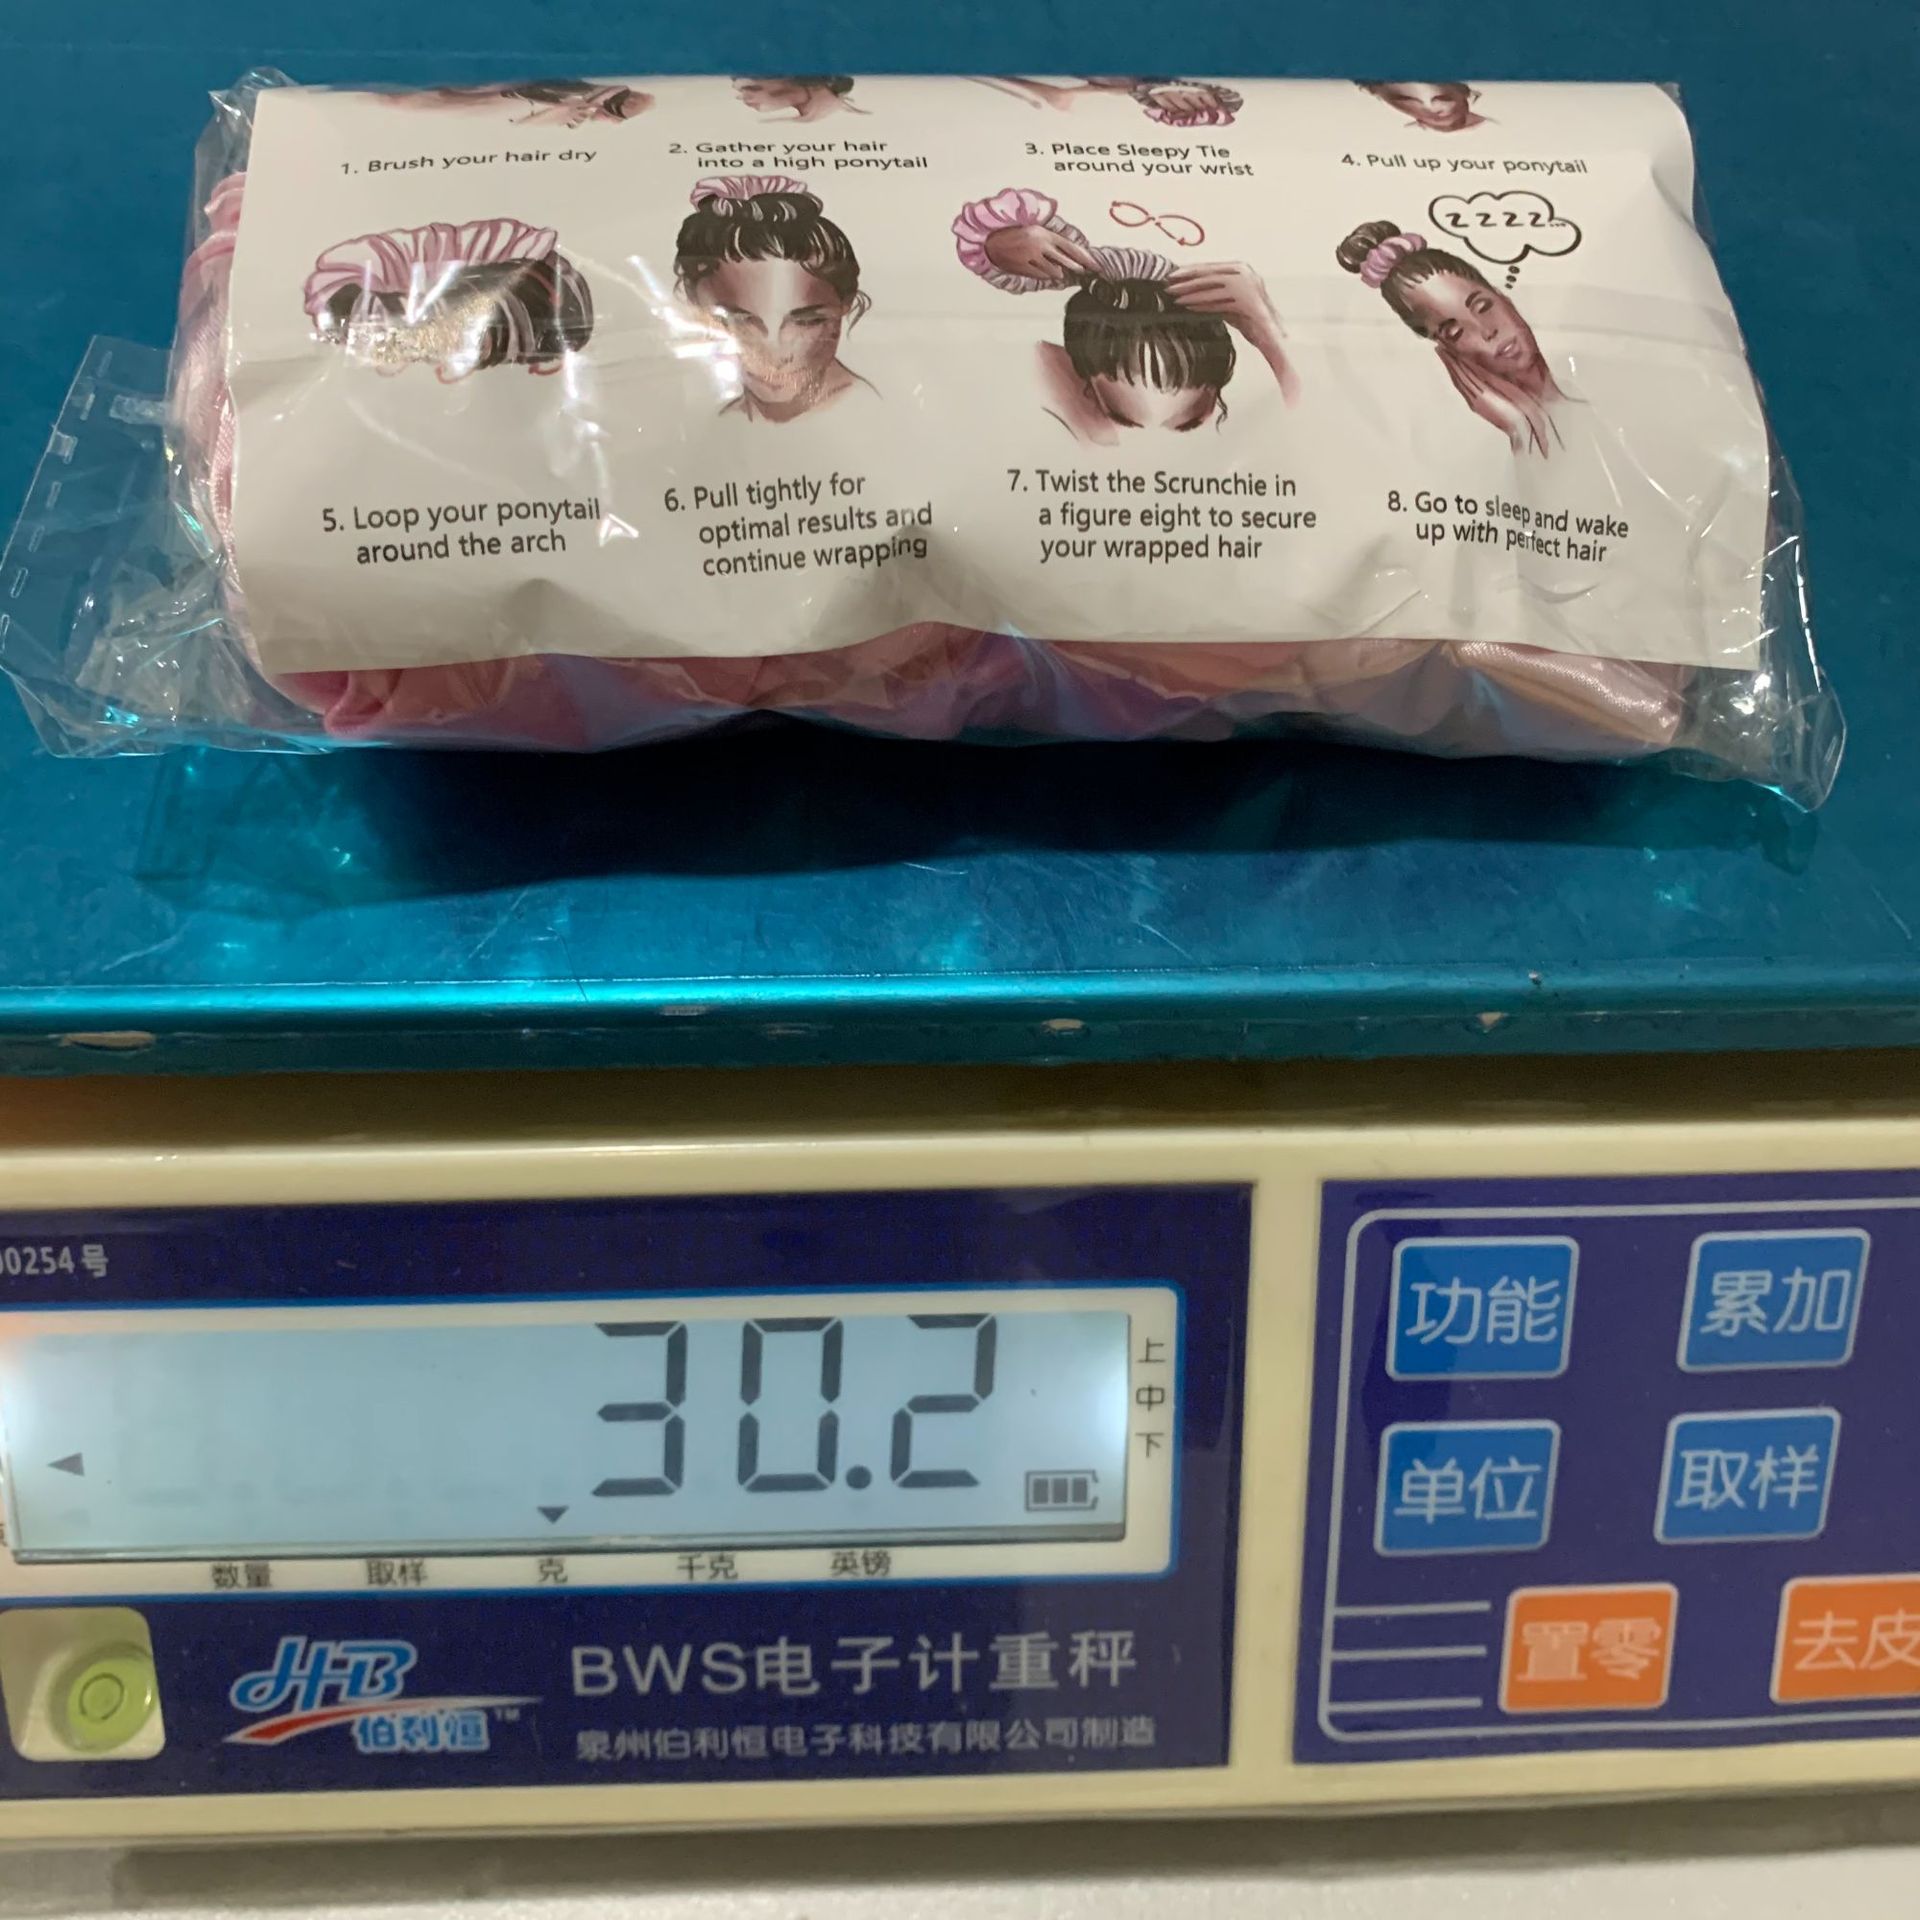 1. Brush your hair dry
2. Gather your hair
into a high ponytail
3. Place Sleepy Tie
around your wrist
4. Pull up your ponytail
zzzz...
5. Loop your ponytail
around the arch
6. Pull tightly for
optimal results and
continue wrapping
7. Twist the Scrunchie in
a figure eight to secure
your wrapped hair
8. Go to sleep and wake
up with perfect hair
00254号
30.2
上
中
下
数量 取样 克 千克 英镑
HB
伯利恒™
BWS电子计重秤
泉州伯利恒电子科技有限公司制造
功能 累加
单位 取样
置零 去皮